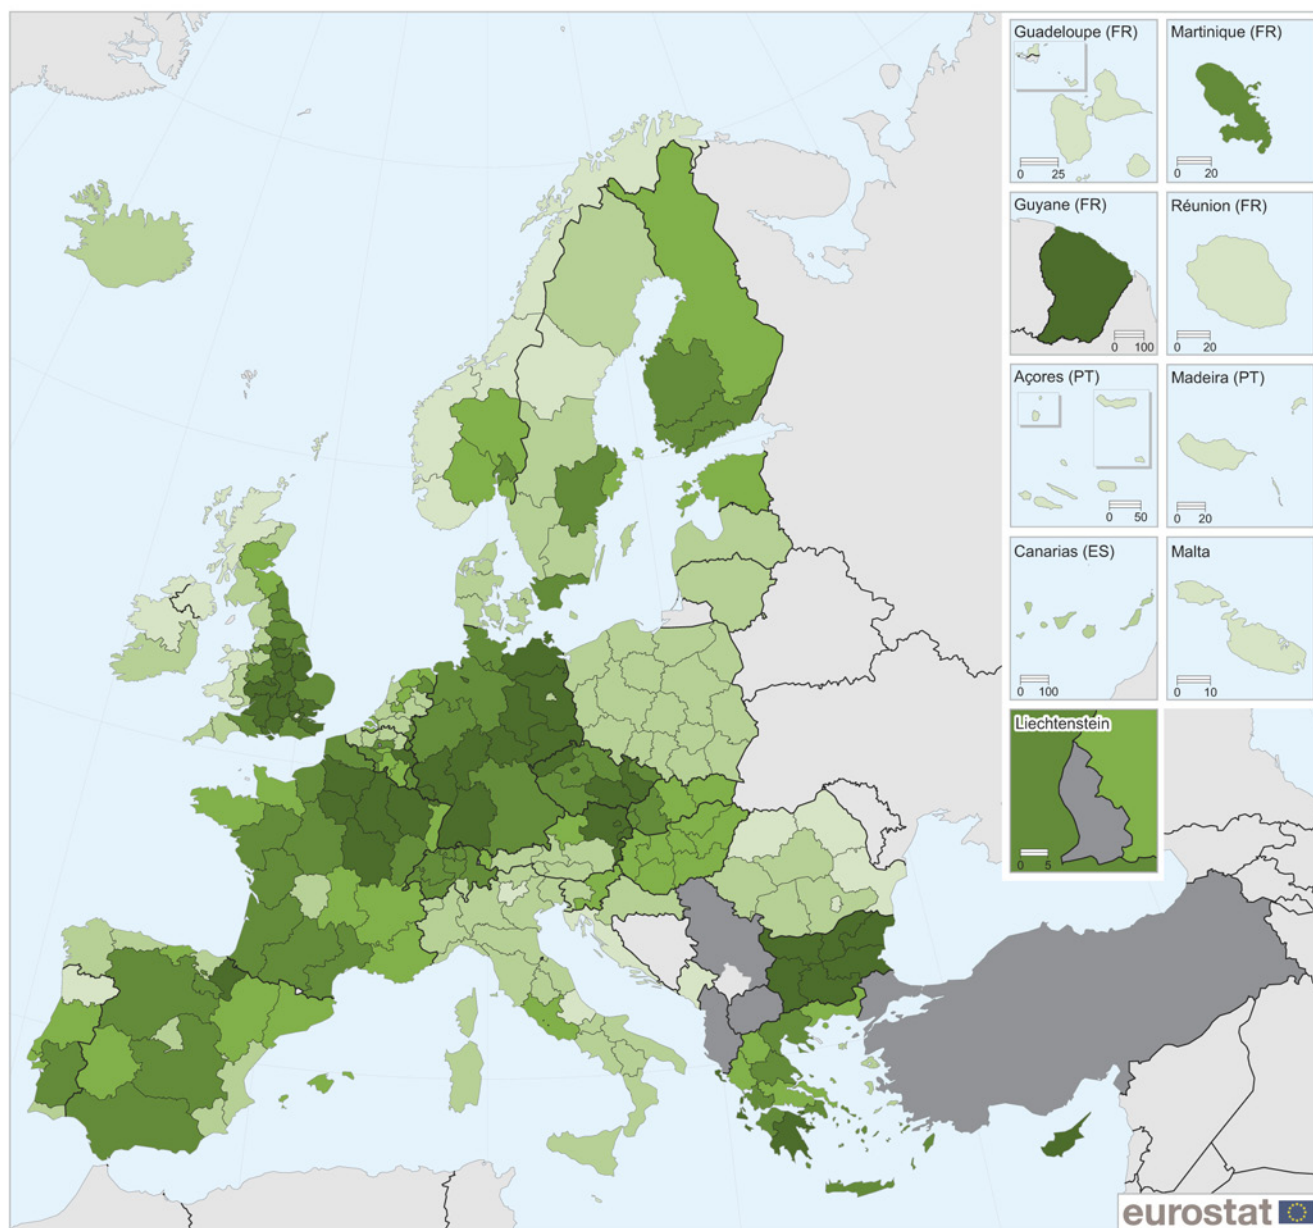 Guadeloupe (FR)
0 25
Martinique (FR)
0 20
Guyane (FR)
0 100
Réunion (FR)
0 20
Açores (PT)
0 50
Madeira (PT)
0 20
Canarias (ES)
0 100
Malta
0 10
Liechtenstein
0 5
eurostat